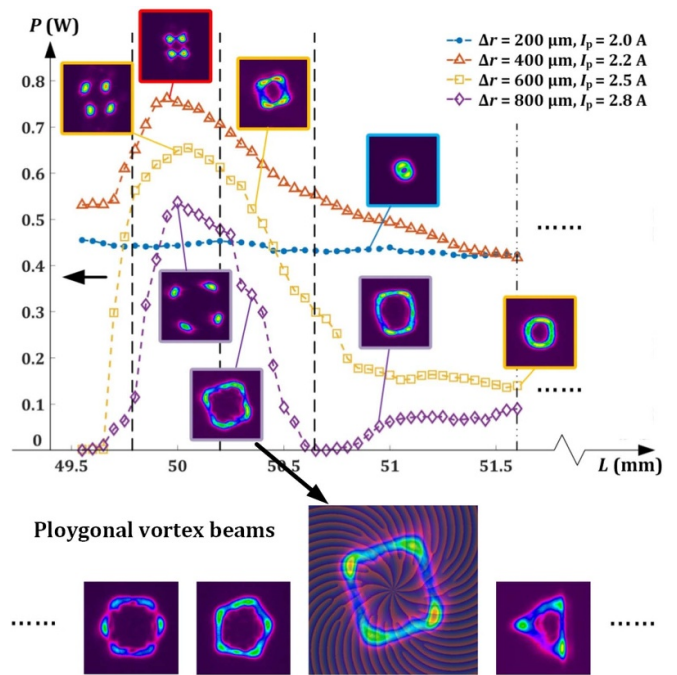 P (W)
Δr = 200 μm, Iₚ = 2.0 A
Δr = 400 μm, Iₚ = 2.2 A
Δr = 600 μm, Iₚ = 2.5 A
Δr = 800 μm, Iₚ = 2.8 A
0.8
0.7
0.6
0.5
......
0.4
0.3
0.2
......
0.1
0
49.5 50 50.5 51 51.5 L (mm)
Ploygonal vortex beams
...... ......